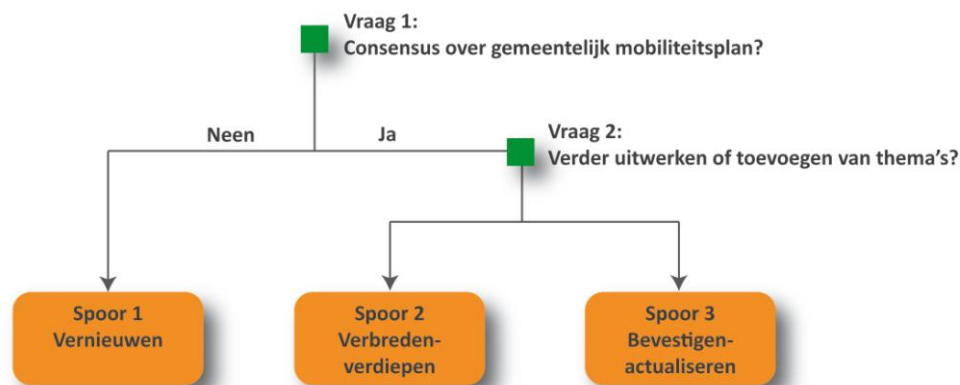 Vraag 1:
Consensus over gemeentelijk mobiliteitsplan?
Neen
Ja
Vraag 2:
Verder uitwerken of toevoegen van thema's?
Spoor 1
Vernieuwen
Spoor 2
Verbreden-
verdiepen
Spoor 3
Bevestigen-
actualiseren